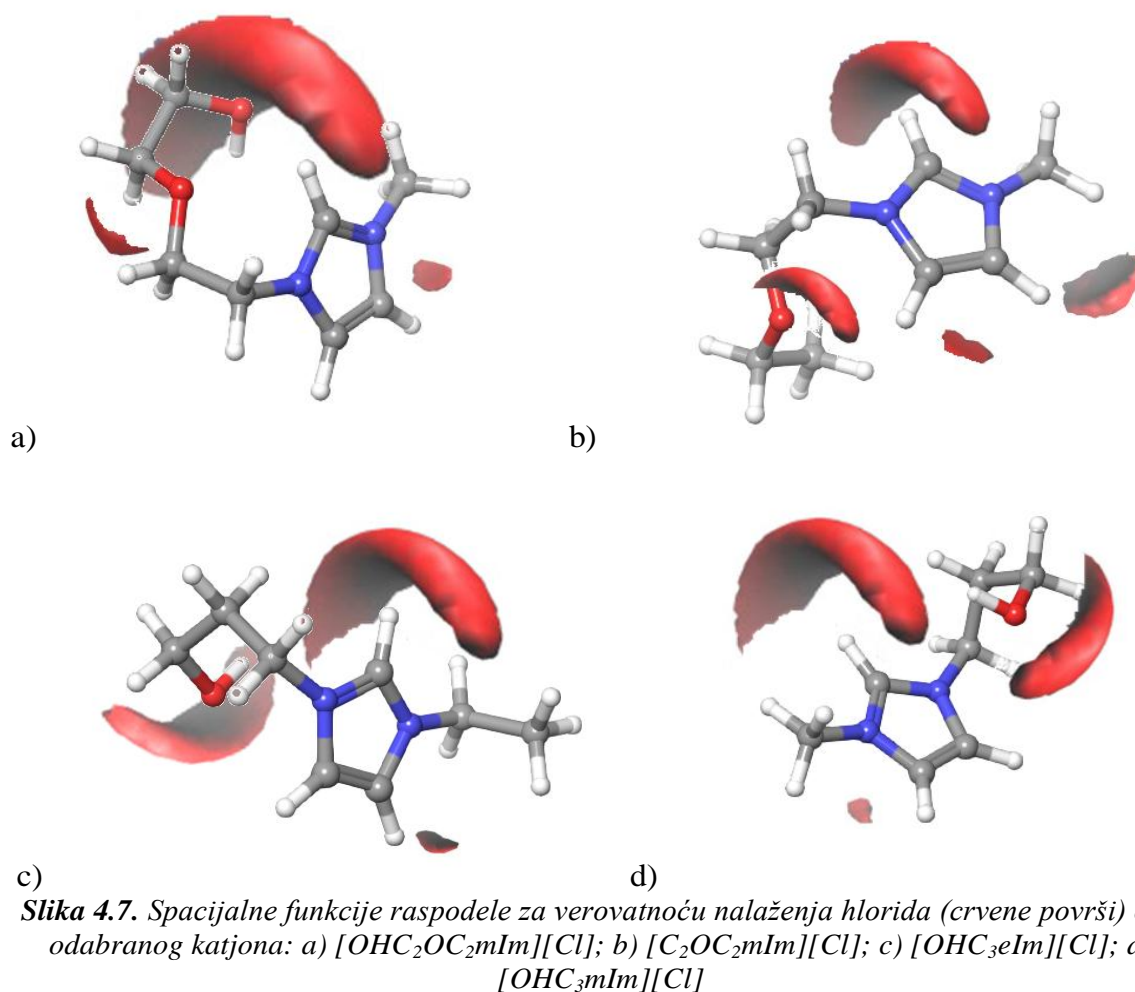 a)
b)
c)
d)
Slika 4.7. Spacijalne funkcije raspodele za verovatnoću nalaženja hlorida (crvene površi)
odabranog katjona: a) [OHC₂OC₂mIm][Cl]; b) [C₂OC₂mIm][Cl]; c) [OHC₃eIm][Cl];
[OHC₃mIm][Cl]